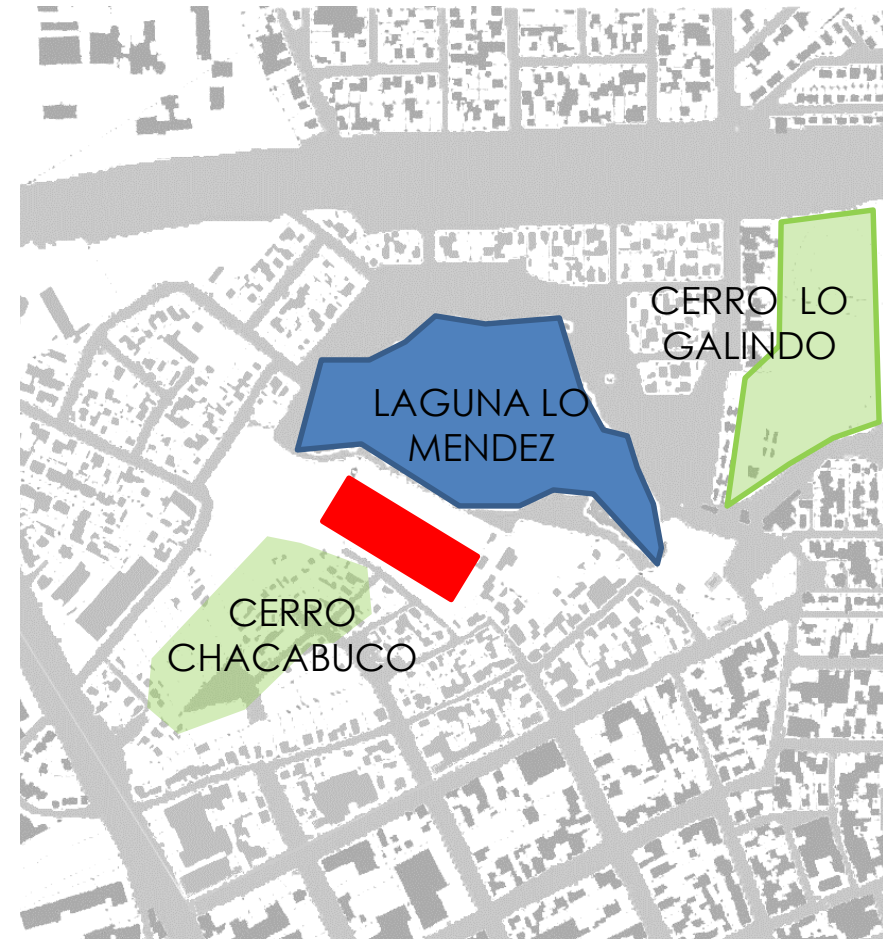 CERRO LO
GALINDO
LAGUNA LO
MENDEZ
CERRO
CHACABUCO